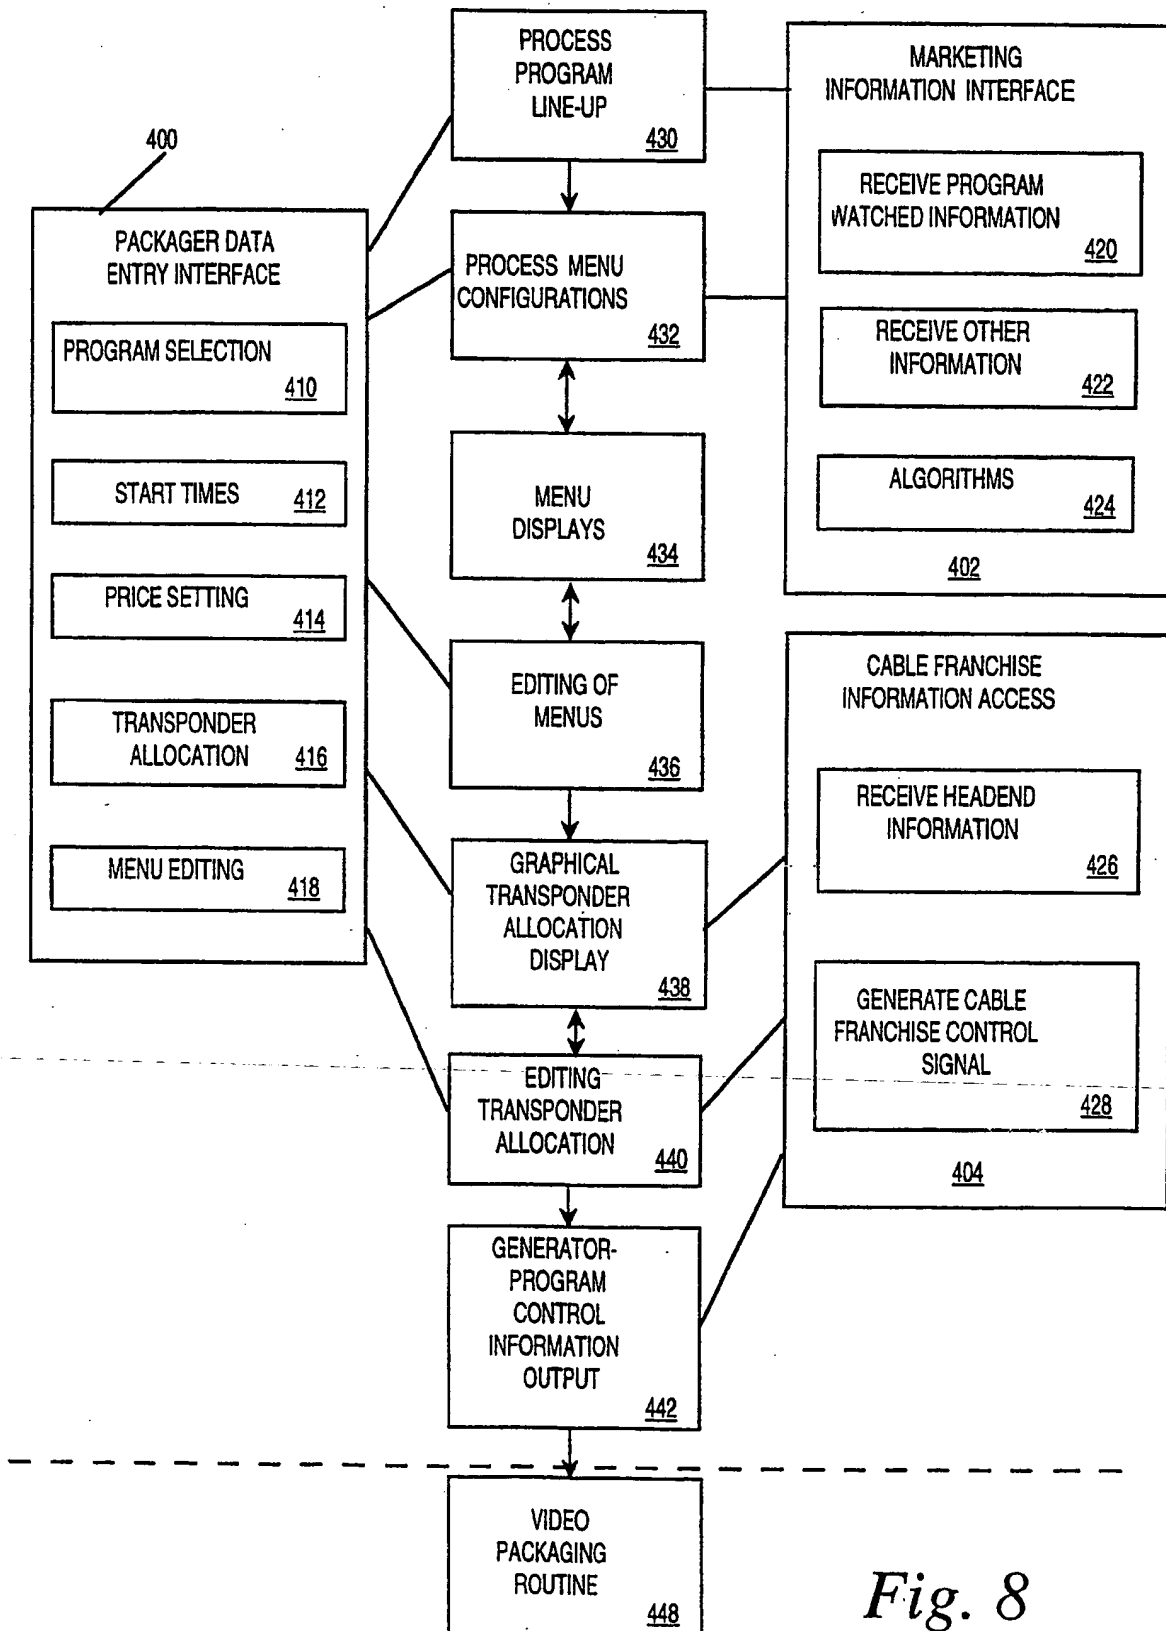 400
PACKAGER DATA
ENTRY INTERFACE
PROGRAM SELECTION
410
START TIMES
412
PRICE SETTING
414
TRANSPONDER
ALLOCATION
416
MENU EDITING
418
PROCESS
PROGRAM
LINE-UP
430
PROCESS MENU
CONFIGURATIONS
432
MENU
DISPLAYS
434
EDITING OF
MENUS
436
GRAPHICAL
TRANSPONDER
ALLOCATION
DISPLAY
438
EDITING
TRANSPONDER
ALLOCATION
440
GENERATOR-
PROGRAM
CONTROL
INFORMATION
OUTPUT
442
VIDEO
PACKAGING
ROUTINE
448
MARKETING
INFORMATION INTERFACE
RECEIVE PROGRAM
WATCHED INFORMATION
420
RECEIVE OTHER
INFORMATION
422
ALGORITHMS
424
402
CABLE FRANCHISE
INFORMATION ACCESS
RECEIVE HEADEND
INFORMATION
426
GENERATE CABLE
FRANCHISE CONTROL
SIGNAL
428
404
Fig. 8